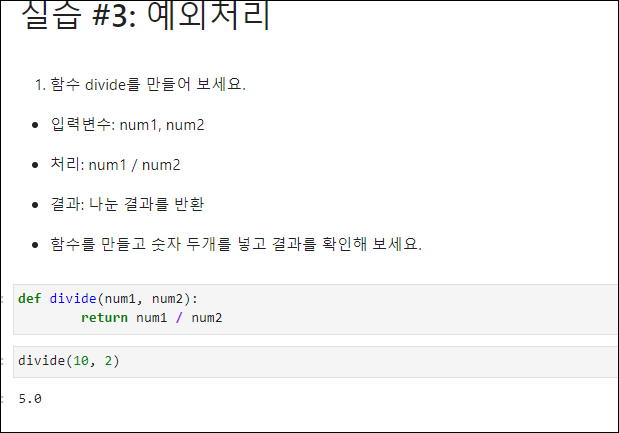 실습 #3: 예외처리
1. 함수 divide를 만들어 보세요.
• 입력변수: num1, num2
• 처리: num1 / num2
• 결과: 나눈 결과를 반환
• 함수를 만들고 숫자 두개를 넣고 결과를 확인해 보세요.
def divide(num1, num2):
        return num1 / num2
divide(10, 2)
5.0